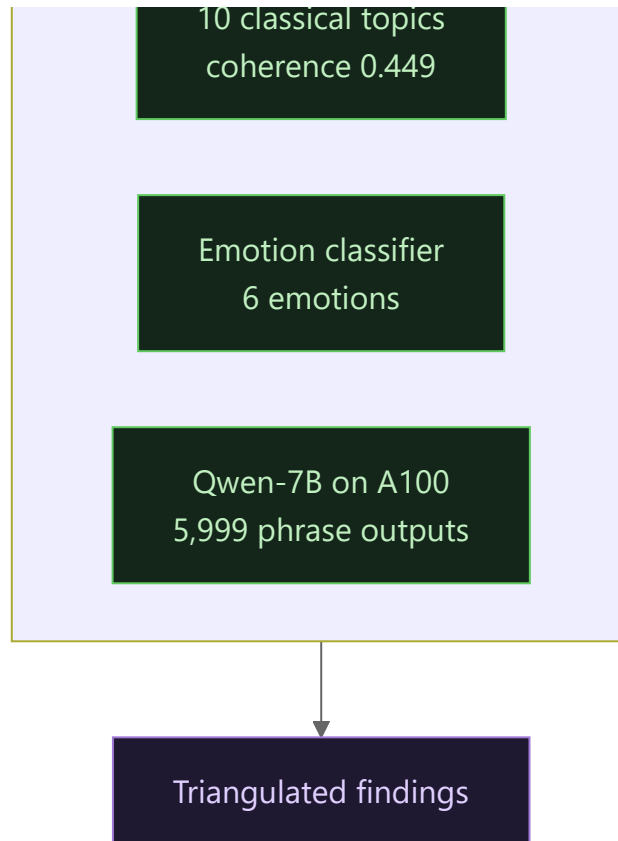 10 classical topics
coherence 0.449
Emotion classifier
6 emotions
Qwen-7B on A100
5,999 phrase outputs
Triangulated findings